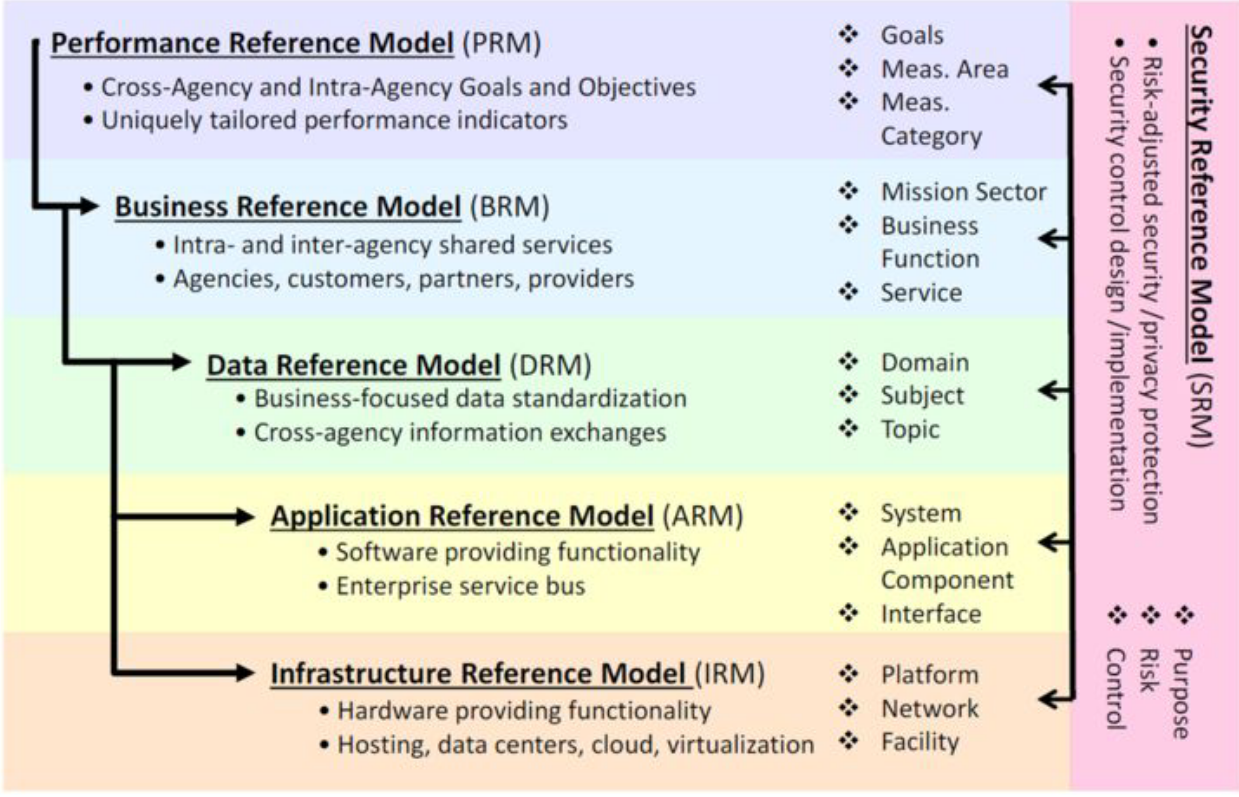 Performance Reference Model (PRM)
• Cross-Agency and Intra-Agency Goals and Objectives
• Uniquely tailored performance indicators
❖ Goals
❖ Meas. Area
❖ Meas.
Category
Business Reference Model (BRM)
• Intra- and inter-agency shared services
• Agencies, customers, partners, providers
❖ Mission Sector
❖ Business
Function
❖ Service
Data Reference Model (DRM)
• Business-focused data standardization
• Cross-agency information exchanges
❖ Domain
❖ Subject
❖ Topic
Application Reference Model (ARM)
• Software providing functionality
• Enterprise service bus
❖ System
❖ Application
Component
❖ Interface
Infrastructure Reference Model (IRM)
• Hardware providing functionality
• Hosting, data centers, cloud, virtualization
❖ Platform
❖ Network
❖ Facility
Security Reference Model (SRM)
• Risk-adjusted security /privacy protection
• Security control design /implementation
❖ Purpose
❖ Risk
❖ Control